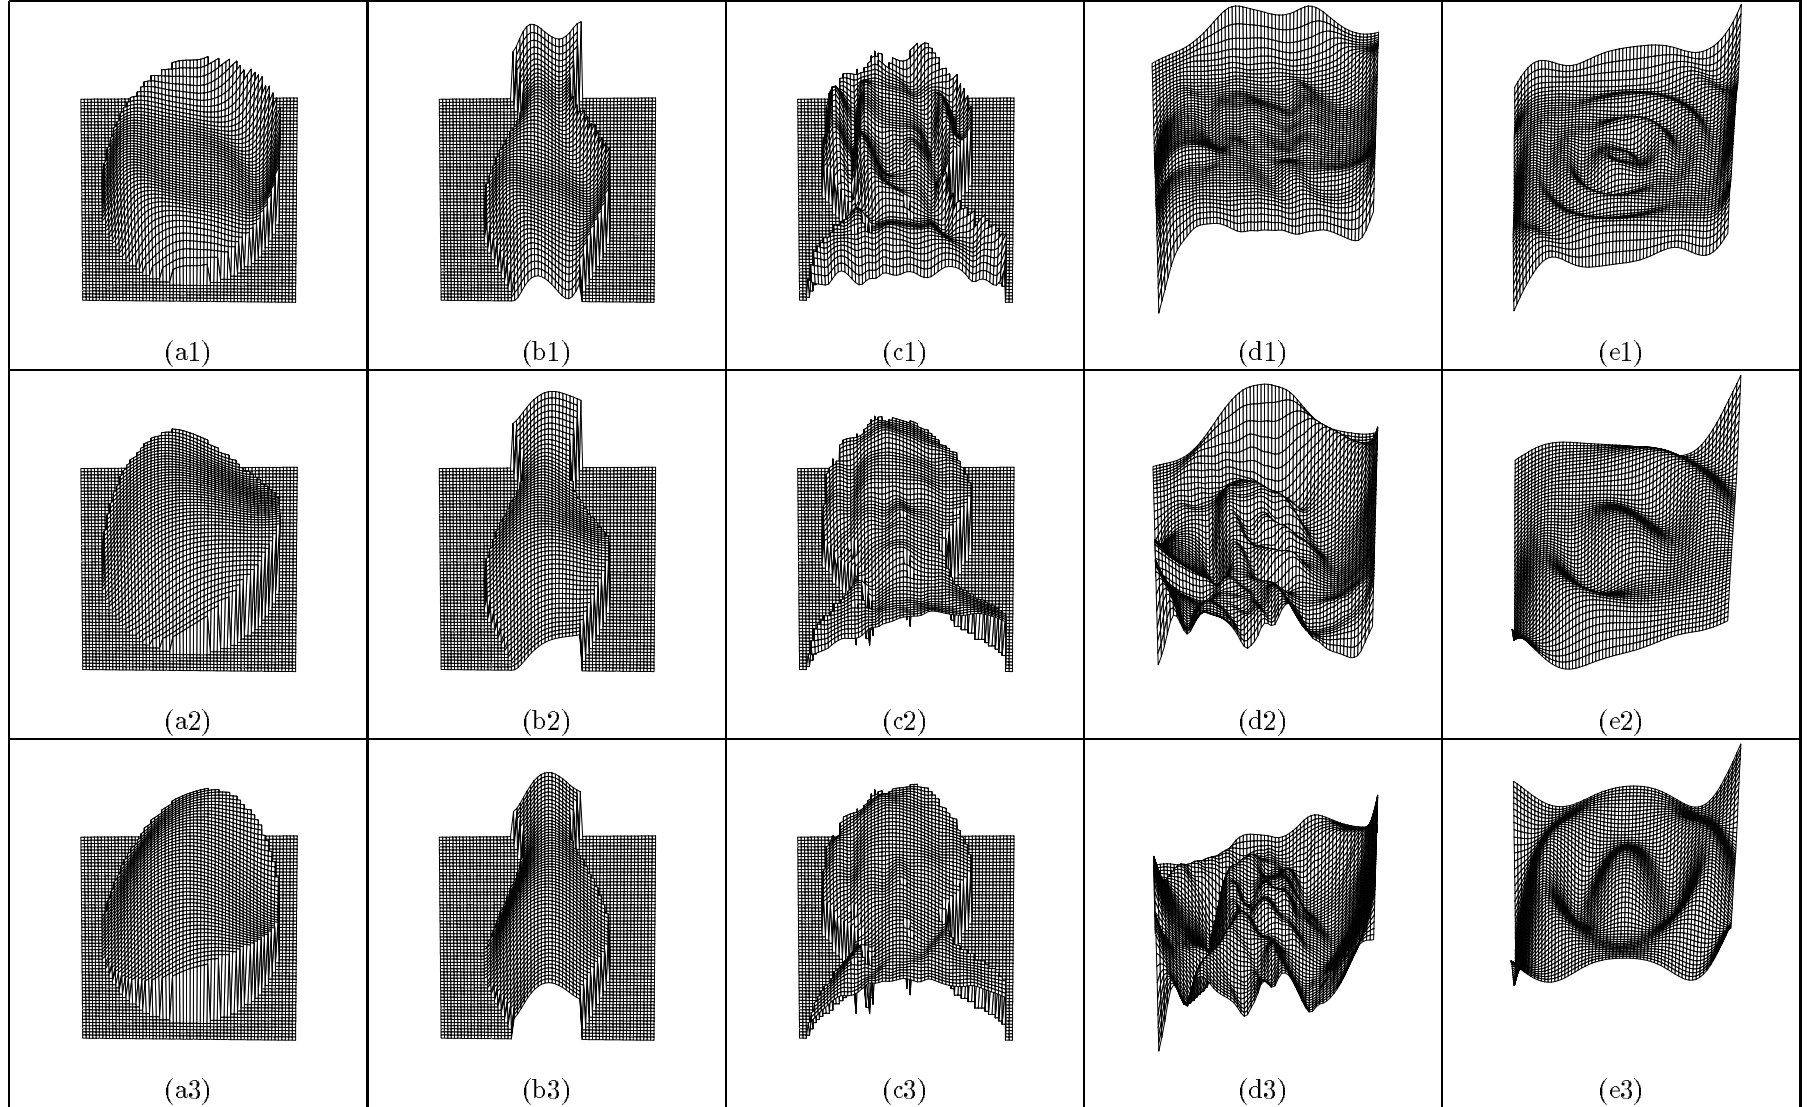 (a1) (b1) (c1) (d1) (e1)
(a2) (b2) (c2) (d2) (e2)
(a3) (b3) (c3) (d3) (e3)